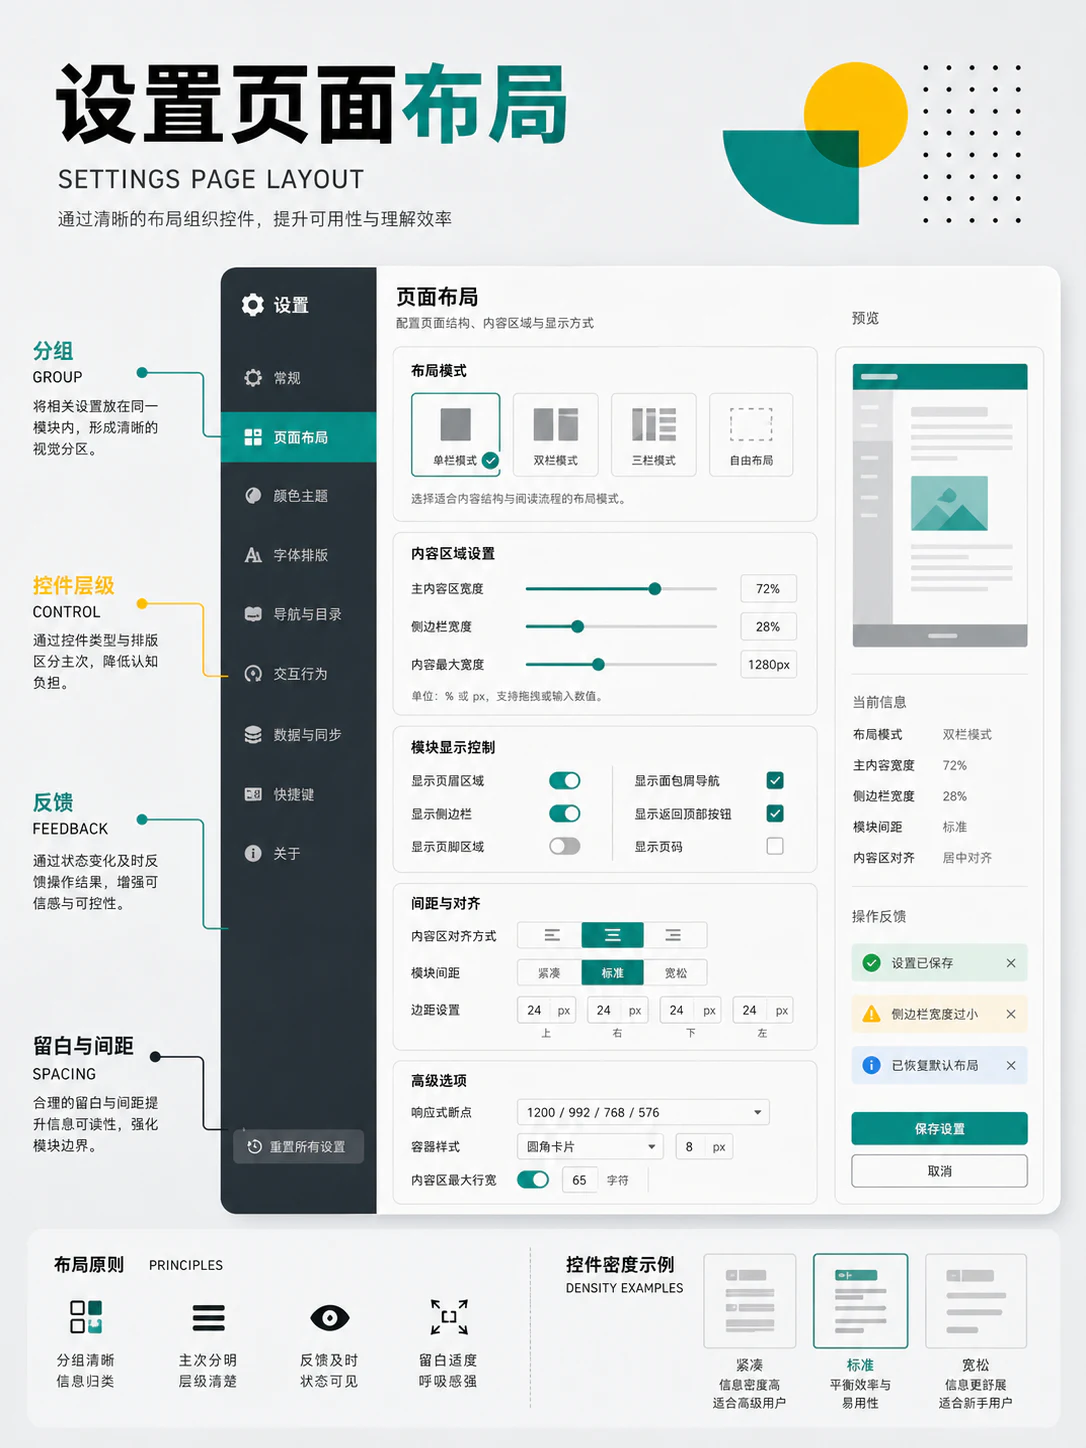 设置页面布局
SETTINGS PAGE LAYOUT
通过清晰的布局组织控件，提升可用性与理解效率
分组
GROUP
将相关设置放在同一
模块内，形成清晰的
视觉分区。
控件层级
CONTROL
通过控件类型与排版
区分主次，降低认知
负担。
反馈
FEEDBACK
通过状态变化及时反
馈操作结果，增强可
信感与可控性。
留白与间距
SPACING
合理的留白与间距提
升信息可读性，强化
模块边界。
设置
常规
页面布局
颜色主题
字体排版
导航与目录
交互行为
数据与同步
快捷键
关于
重置所有设置
页面布局
配置页面结构、内容区域与显示方式
布局模式
单栏模式
双栏模式
三栏模式
自由布局
选择适合内容结构与阅读流程的布局模式。
内容区域设置
主内容区宽度 72%
侧边栏宽度 28%
内容最大宽度 1280px
单位：% 或 px，支持拖拽或输入数值。
模块显示控制
显示页眉区域
显示面包屑导航
显示侧边栏
显示返回顶部按钮
显示页脚区域
显示页码
间距与对齐
内容区对齐方式
模块间距 紧凑 标准 宽松
边距设置 24 px 24 px 24 px 24 px
上 右 下 左
高级选项
响应式断点 1200 / 992 / 768 / 576
容器样式 圆角卡片 8 px
内容区最大行宽 65 字符
预览
当前信息
布局模式 双栏模式
主内容宽度 72%
侧边栏宽度 28%
模块间距 标准
内容区对齐 居中对齐
操作反馈
设置已保存
侧边栏宽度过小
已恢复默认布局
保存设置
取消
布局原则 PRINCIPLES
分组清晰
信息归类
主次分明
层级清楚
反馈及时
状态可见
留白适度
呼吸感强
控件密度示例
DENSITY EXAMPLES
紧凑
信息密度高
适合高级用户
标准
平衡效率与
易用性
宽松
信息更舒展
适合新手用户